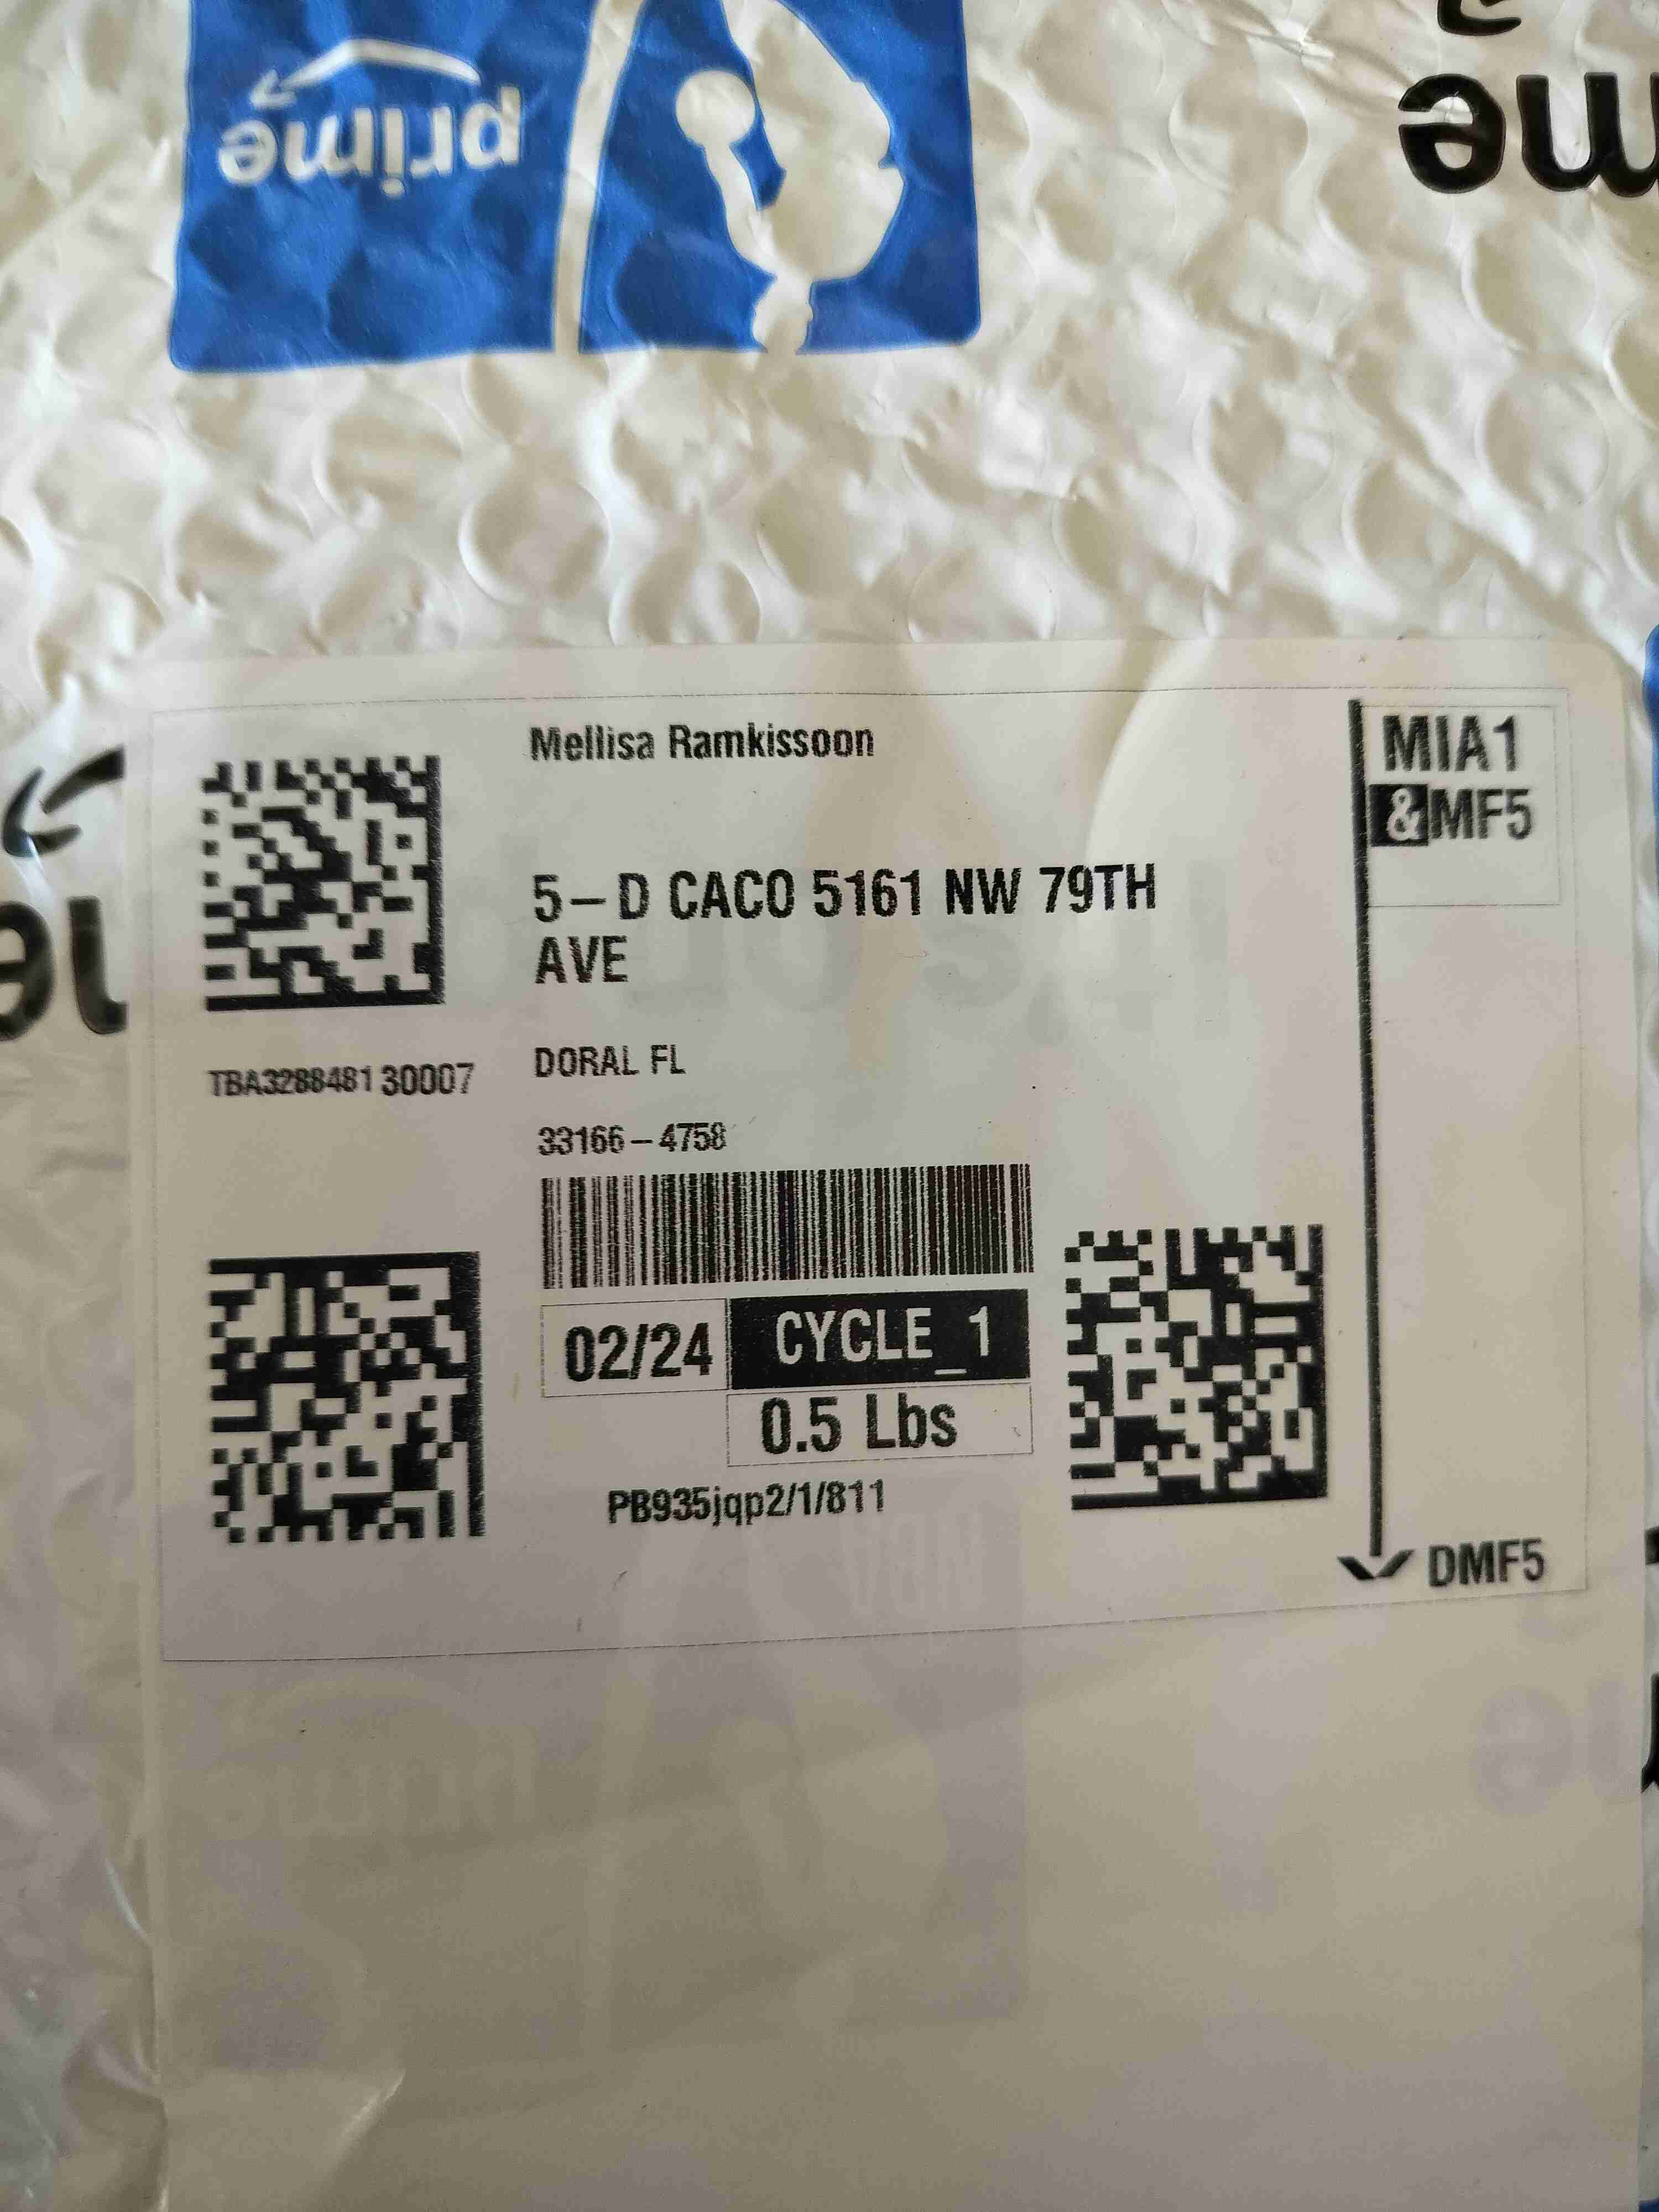 prime
me
Mellisa Ramkissoon
MIA1
&MF5
5-D CACO 5161 NW 79TH
AVE
TBA328848130007
DORAL FL
33166-4758
02/24
CYCLE_1
0.5 Lbs
PB935jqp2/1/811
DMF5